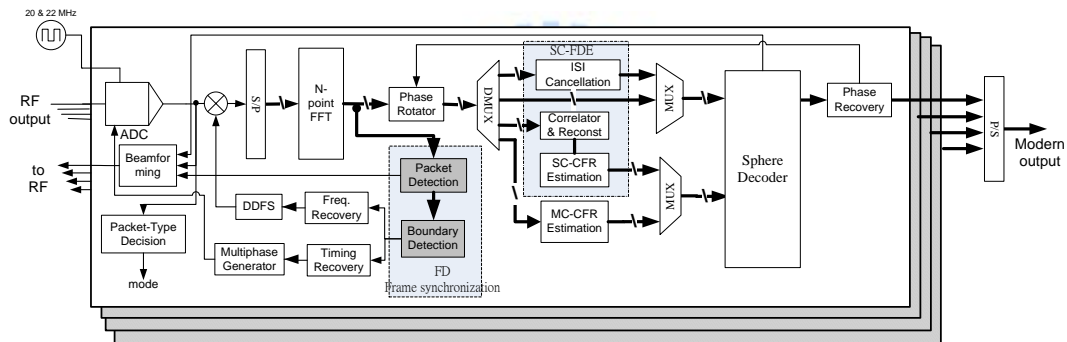 20 & 22 MHz
RF
output
ADC
to
RF
Beamfor
ming
Packet-Type
Decision
mode
S/P
N-
point
FFT
DDFS
Freq.
Recovery
Multiphase
Generator
Timing
Recovery
Phase
Rotator
Packet
Detection
Boundary
Detection
FD
Frame synchronization
DMUX
SC-FDE
ISI
Cancellation
Correlator
& Reconst
SC-CFR
Estimation
MC-CFR
Estimation
MUX
MUX
Sphere
Decoder
Phase
Recovery
P/S
Modern
output